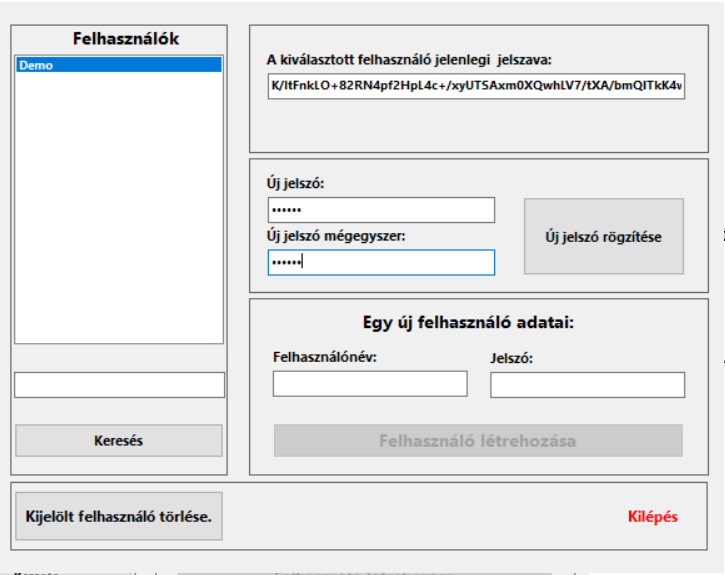 Felhasználók
Demo
Keresés
A kiválasztott felhasználó jelenlegi jelszava:
K/ItFnkLO+82RN4pf2HpL4c+/xyUTSAxm0XQwhLV7/tXA/bmQITkK4v
Új jelszó:
••••••
Új jelszó mégegyszer:
••••••
Új jelszó rögzítése
Egy új felhasználó adatai:
Felhasználónév:
Jelszó:
Felhasználó létrehozása
Kijelölt felhasználó törlése.
Kilépés